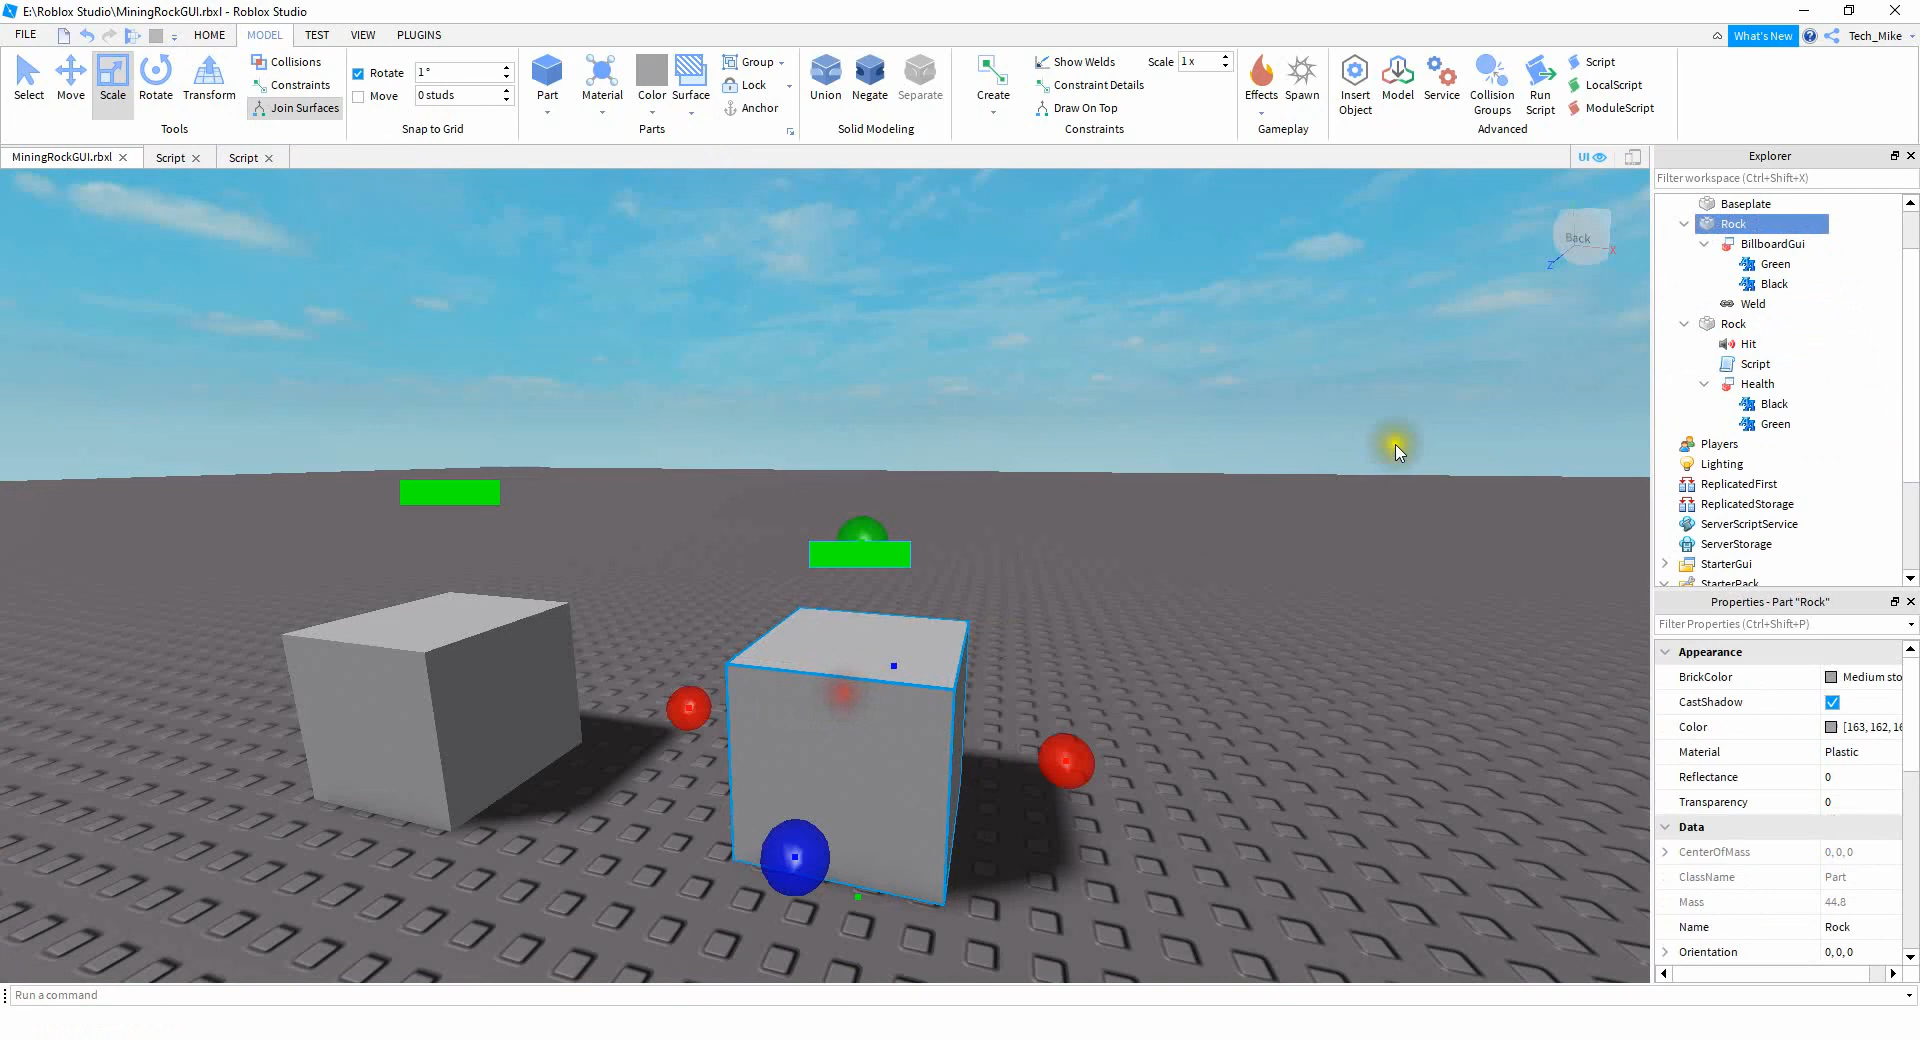 E:\Roblox Studio\MiningRockGUI.rbxl - Roblox Studio
FILE HOME MODEL TEST VIEW PLUGINS What's New Tech_Mike
Select Move Scale Rotate Transform
Collisions
Constraints
Join Surfaces
Tools
Rotate 1°
Move 0 studs
Snap to Grid
Part Material Color Surface
Group
Lock
Anchor
Parts
Union Negate Separate
Solid Modeling
Create
Show Welds Scale 1x
Constraint Details
Draw On Top
Constraints
Effects Spawn
Gameplay
Insert Object Model Service Collision Groups Run Script
Script
LocalScript
ModuleScript
Advanced
MiningRockGUI.rbxl Script Script UI
Back
X
Z
Explorer
Filter workspace (Ctrl+Shift+X)
Baseplate
Rock
BillboardGui
Green
Black
Weld
Rock
Hit
Script
Health
Black
Green
Players
Lighting
ReplicatedFirst
ReplicatedStorage
ServerScriptService
ServerStorage
StarterGui
StarterPack
Properties - Part "Rock"
Filter Properties (Ctrl+Shift+P)
Appearance
BrickColor Medium sto
CastShadow
Color [163, 162, 16
Material Plastic
Reflectance 0
Transparency 0
Data
CenterOfMass 0, 0, 0
ClassName Part
Mass 44.8
Name Rock
Orientation 0, 0, 0
Run a command